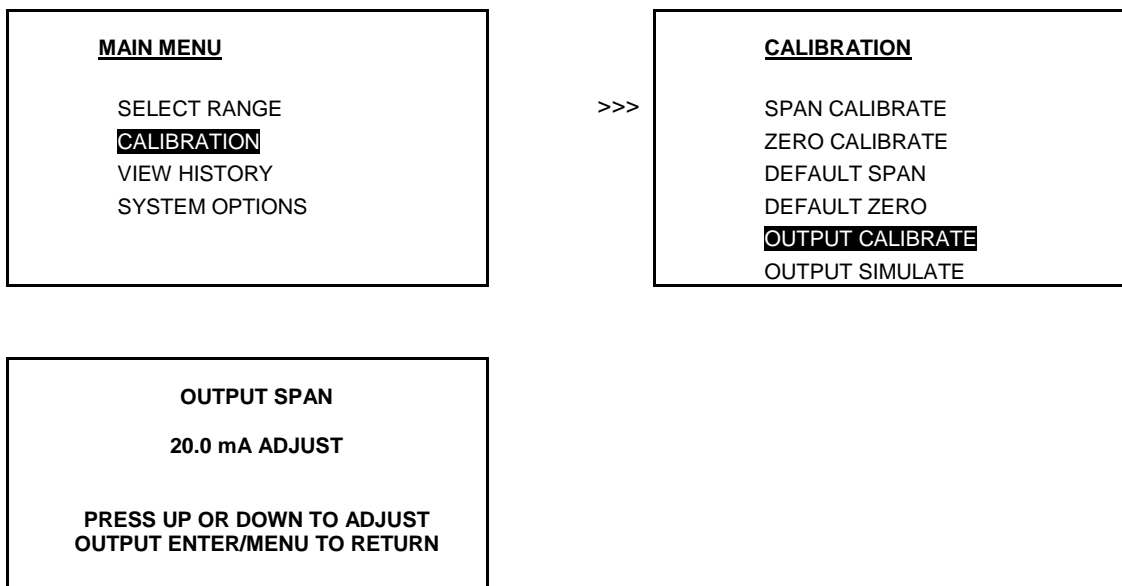 MAIN MENU
SELECT RANGE
CALIBRATION
VIEW HISTORY
SYSTEM OPTIONS
>>>
CALIBRATION
SPAN CALIBRATE
ZERO CALIBRATE
DEFAULT SPAN
DEFAULT ZERO
OUTPUT CALIBRATE
OUTPUT SIMULATE
OUTPUT SPAN
20.0 mA ADJUST
PRESS UP OR DOWN TO ADJUST
OUTPUT ENTER/MENU TO RETURN